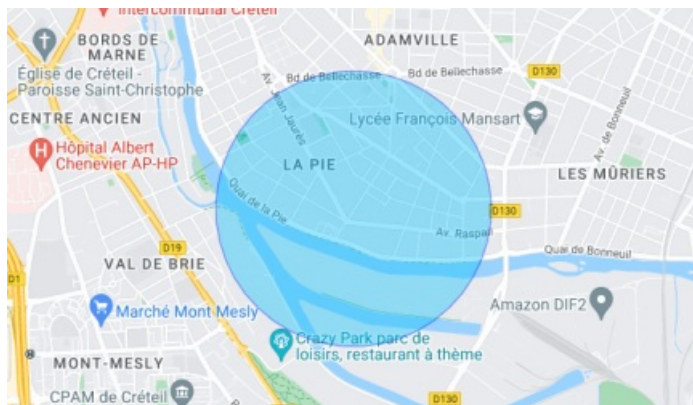 Intercommunal Créteil
BORDS DE
MARNE
ADAMVILLE
Église de Créteil -
Paroisse Saint-Christophe
Bd de Bellechasse
Bd de Bellechasse
D130
Av. Jean Jaurès
Av. de Bonneuil
CENTRE ANCIEN
Lycée François Mansart
Hôpital Albert
Chenevier AP-HP
LA PIE
LES MÛRIERS
Quai de la Pie
D130
Av. Raspail
D19
Quai de Bonneuil
VAL DE BRIE
D1
Marché Mont Mesly
Amazon DIF2
Crazy Park parc de
loisirs, restaurant à thème
MONT-MESLY
CPAM de Créteil
D130